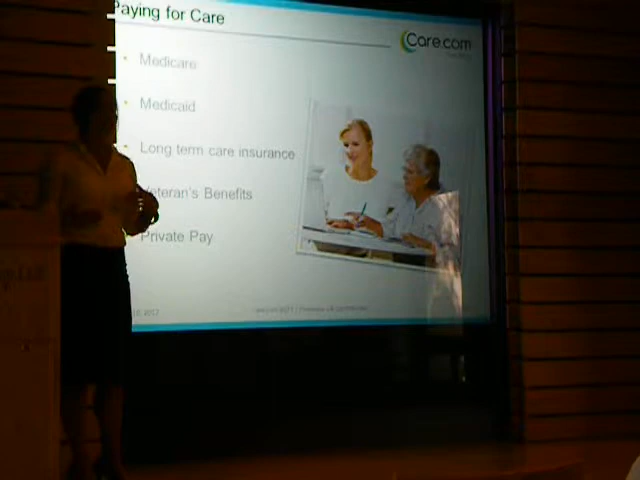 Paying for Care
Care.com
Medicare
Medicaid
Long term care insurance
Veteran's Benefits
Private Pay